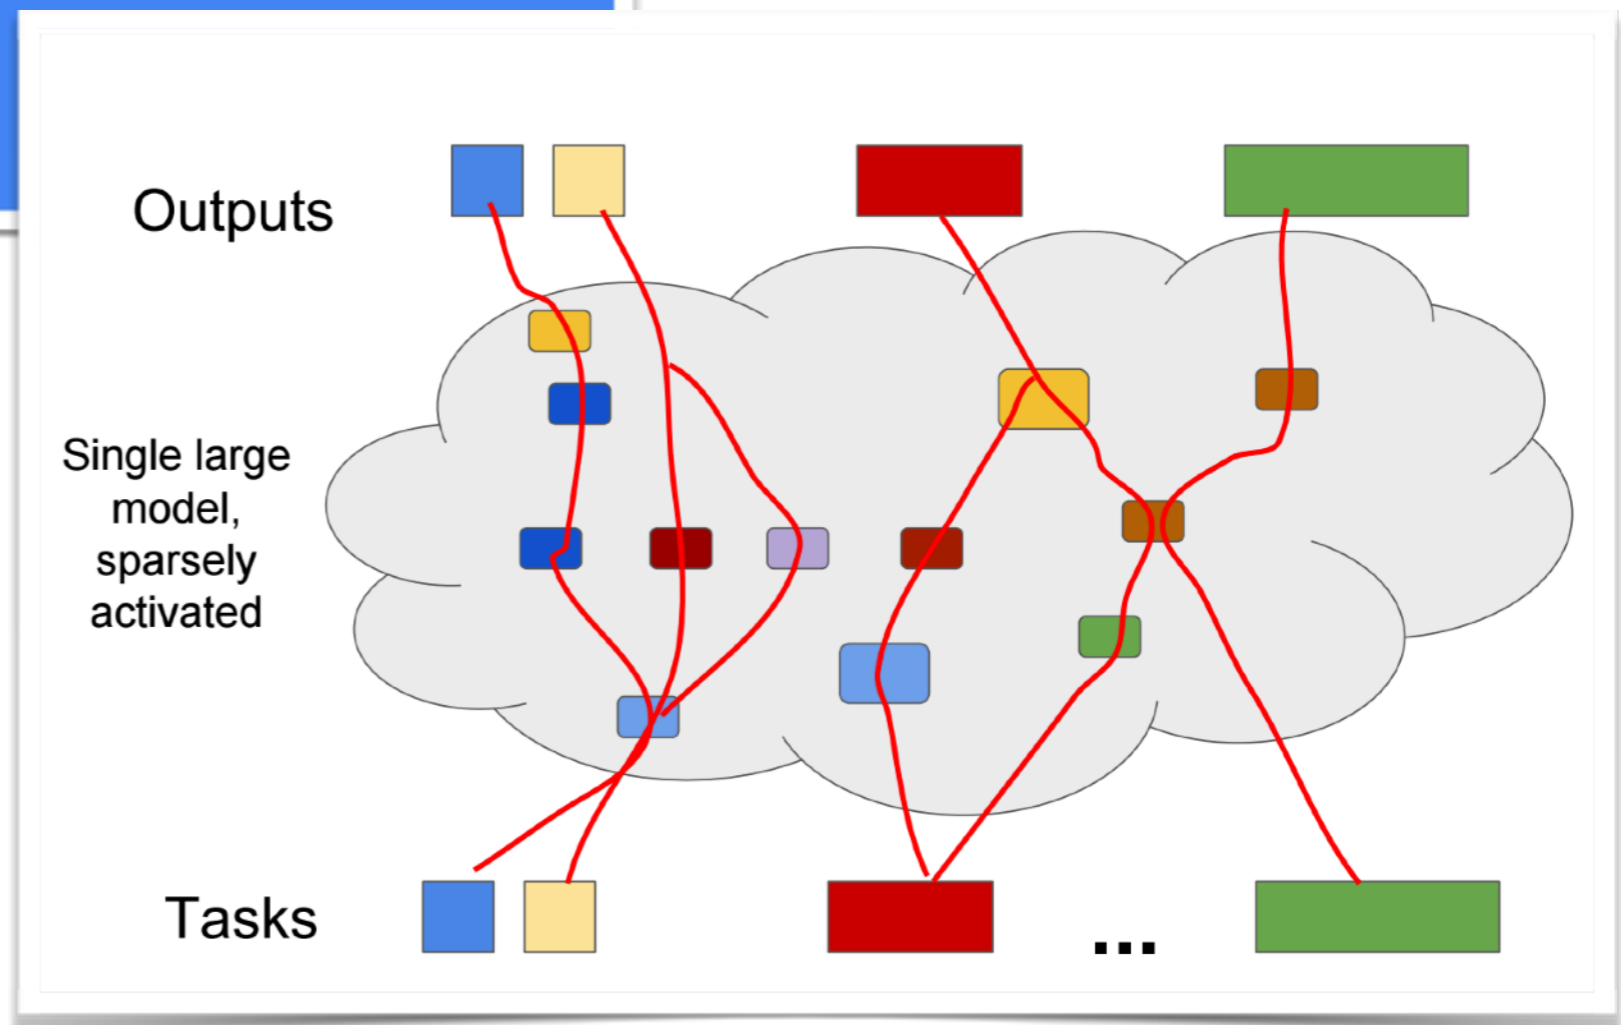 Outputs
Single large
model,
sparsely
activated
Tasks
...